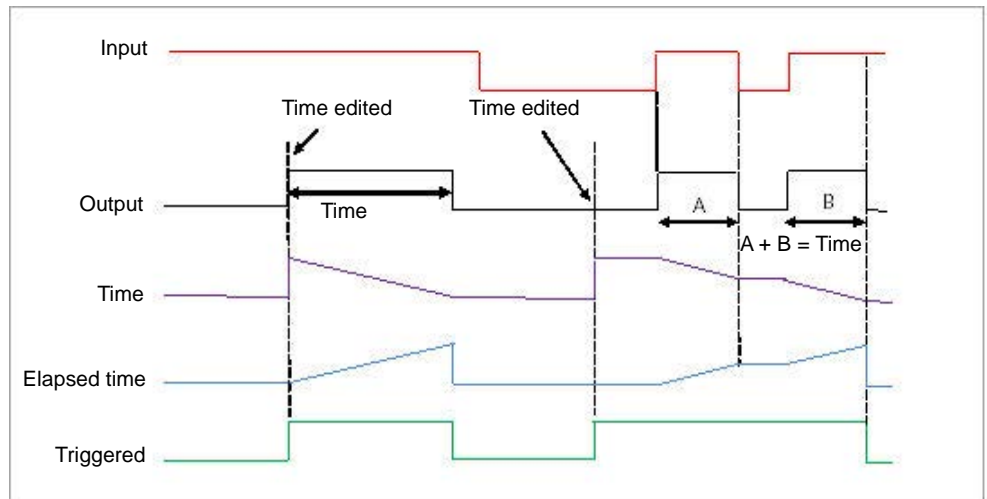 Input
Time edited
Time edited
Output
Time
A
B
A + B = Time
Time
Elapsed time
Triggered